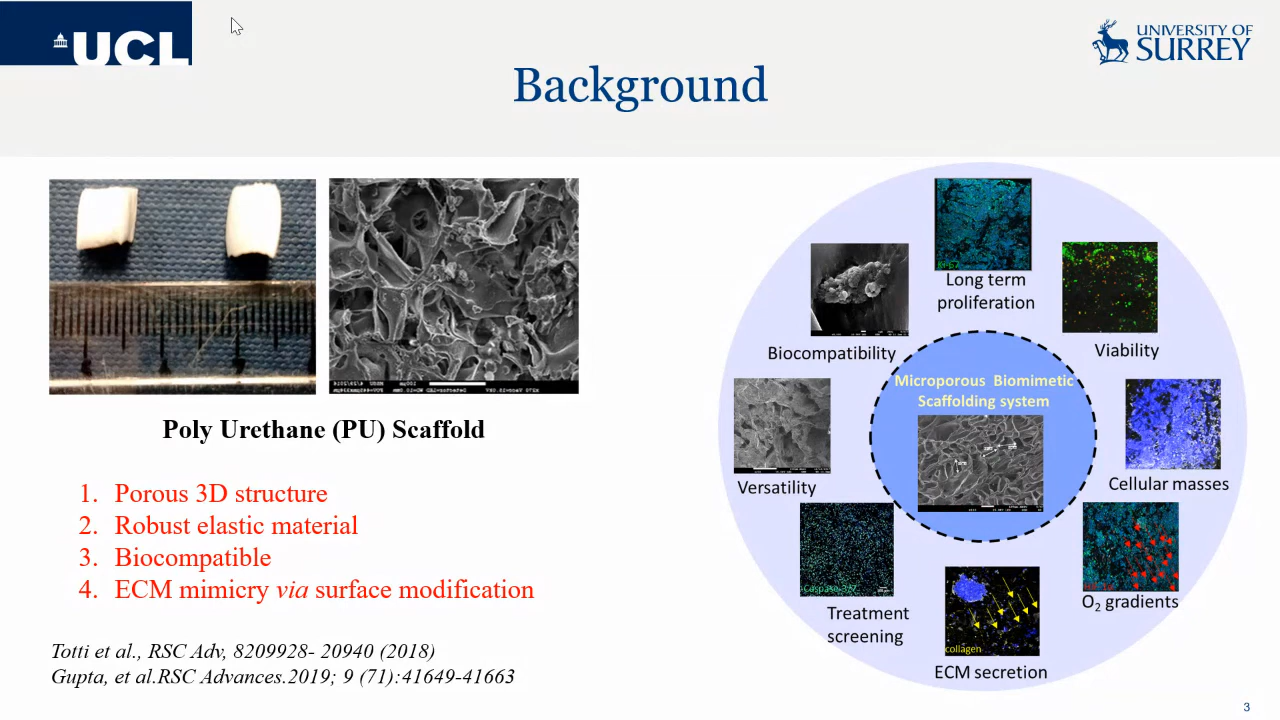 UCL
UNIVERSITY OF
SURREY
Background
Poly Urethane (PU) Scaffold
1. Porous 3D structure
2. Robust elastic material
3. Biocompatible
4. ECM mimicry via surface modification
Totti et al., RSC Adv, 8209928- 20940 (2018)
Gupta, et al.RSC Advances.2019; 9 (71):41649-41663
Long term
proliferation
Viability
Biocompatibility
Microporous Biomimetic
Scaffolding system
Cellular masses
Versatility
O₂ gradients
Treatment
screening
collagen
ECM secretion
3